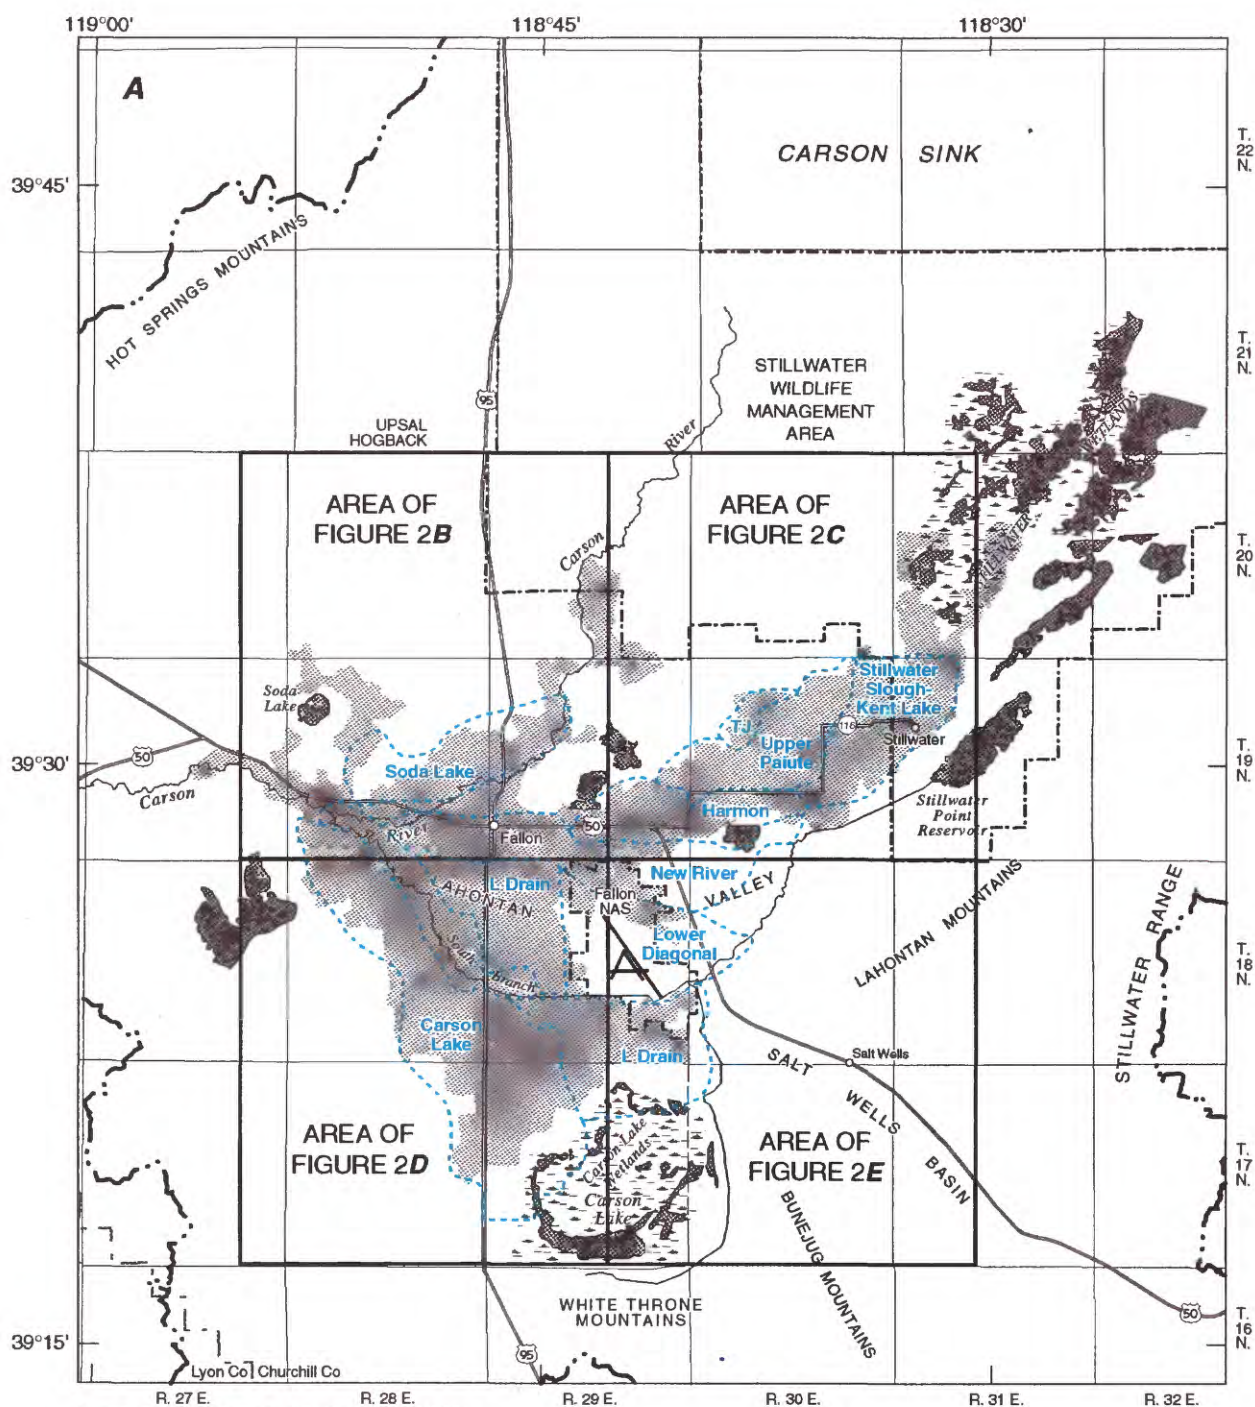 119°00'
118°45'
118°30'
A
CARSON SINK
T.
22
N.
39°45'
HOT SPRINGS MOUNTAINS
T.
21
N.
STILLWATER
WILDLIFE
MANAGEMENT
AREA
95
UPSAL
HOGBACK
River
WETLANDS
AREA OF
FIGURE 2B
AREA OF
FIGURE 2C
Carson
STILLWATER
T.
20
N.
Soda
Lake
Stillwater
Slough-
Kent Lake
TJ
116
Stillwater
Upper
Paiute
50
39°30'
Soda Lake
T.
19
N.
Carson
Harmon
Stillwater
Point
Reservoir
River
Fallon
50
L Drain
New River
LAHONTAN
VALLEY
Fallon
NAS
LAHONTAN MOUNTAINS
STILLWATER RANGE
South Branch
Lower
Diagonal
T.
18
N.
Carson
Lake
L Drain
SALT
WELLS
BASIN
Salt Wells
AREA OF
FIGURE 2D
Carson Lake
Wetlands
AREA OF
FIGURE 2E
T.
17
N.
Carson
Lake
BUNEJUG MOUNTAINS
WHITE THRONE
MOUNTAINS
50
T.
16
N.
39°15'
95
Lyon Co
Churchill Co
R. 27 E.
R. 28 E.
R. 29 E.
R. 30 E.
R. 31 E.
R. 32 E.